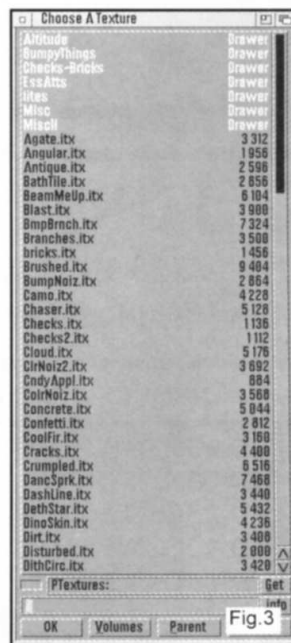 Choose A Texture
Altitude Drawer
BumpyThings Drawer
Checks-Bricks Drawer
EssAtts Drawer
Iites Drawer
Misc Drawer
MiscII Drawer
Agate.itx 3 312
Angular.itx 1 956
Antique.itx 2 596
BathTile.itx 2 856
BeamMeUp.itx 6 104
Blast.itx 3 900
BmpBrnch.itx 7 324
Branches.itx 3 500
bricks.itx 1 456
Brushed.itx 9 404
BumpNoiz.itx 2 864
Camo.itx 4 228
Chaser.itx 5 128
Checks.itx 1 136
Checks2.itx 1 112
Cloud.itx 5 176
ClrNoiz2.itx 3 692
CndyAppl.itx 884
ColrNoiz.itx 3 568
Concrete.itx 5 044
Confetti.itx 2 812
CoolFir.itx 3 160
Cracks.itx 4 400
Crumpled.itx 6 516
DancSprk.itx 7 468
DashLine.itx 3 440
DethStar.itx 5 432
DinoSkin.itx 4 236
Dirt.itx 3 408
Disturbed.itx 2 000
DithCirc.itx 3 420
PTextures: Get
Info
OK Volumes Parent
Fig.3